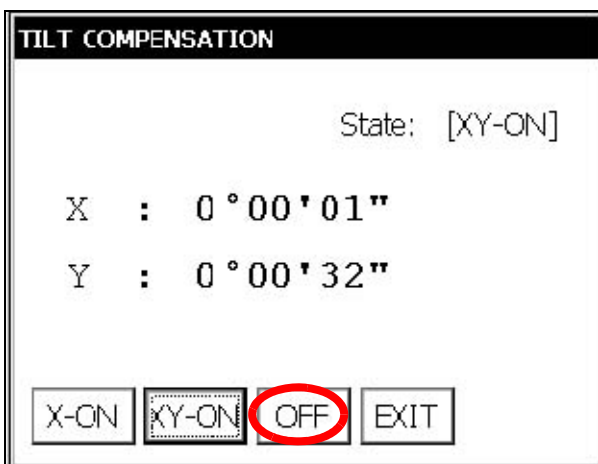 TILT COMPENSATION
State: [XY-ON]
X : 0°00'01"
Y : 0°00'32"
X-ON XY-ON OFF EXIT